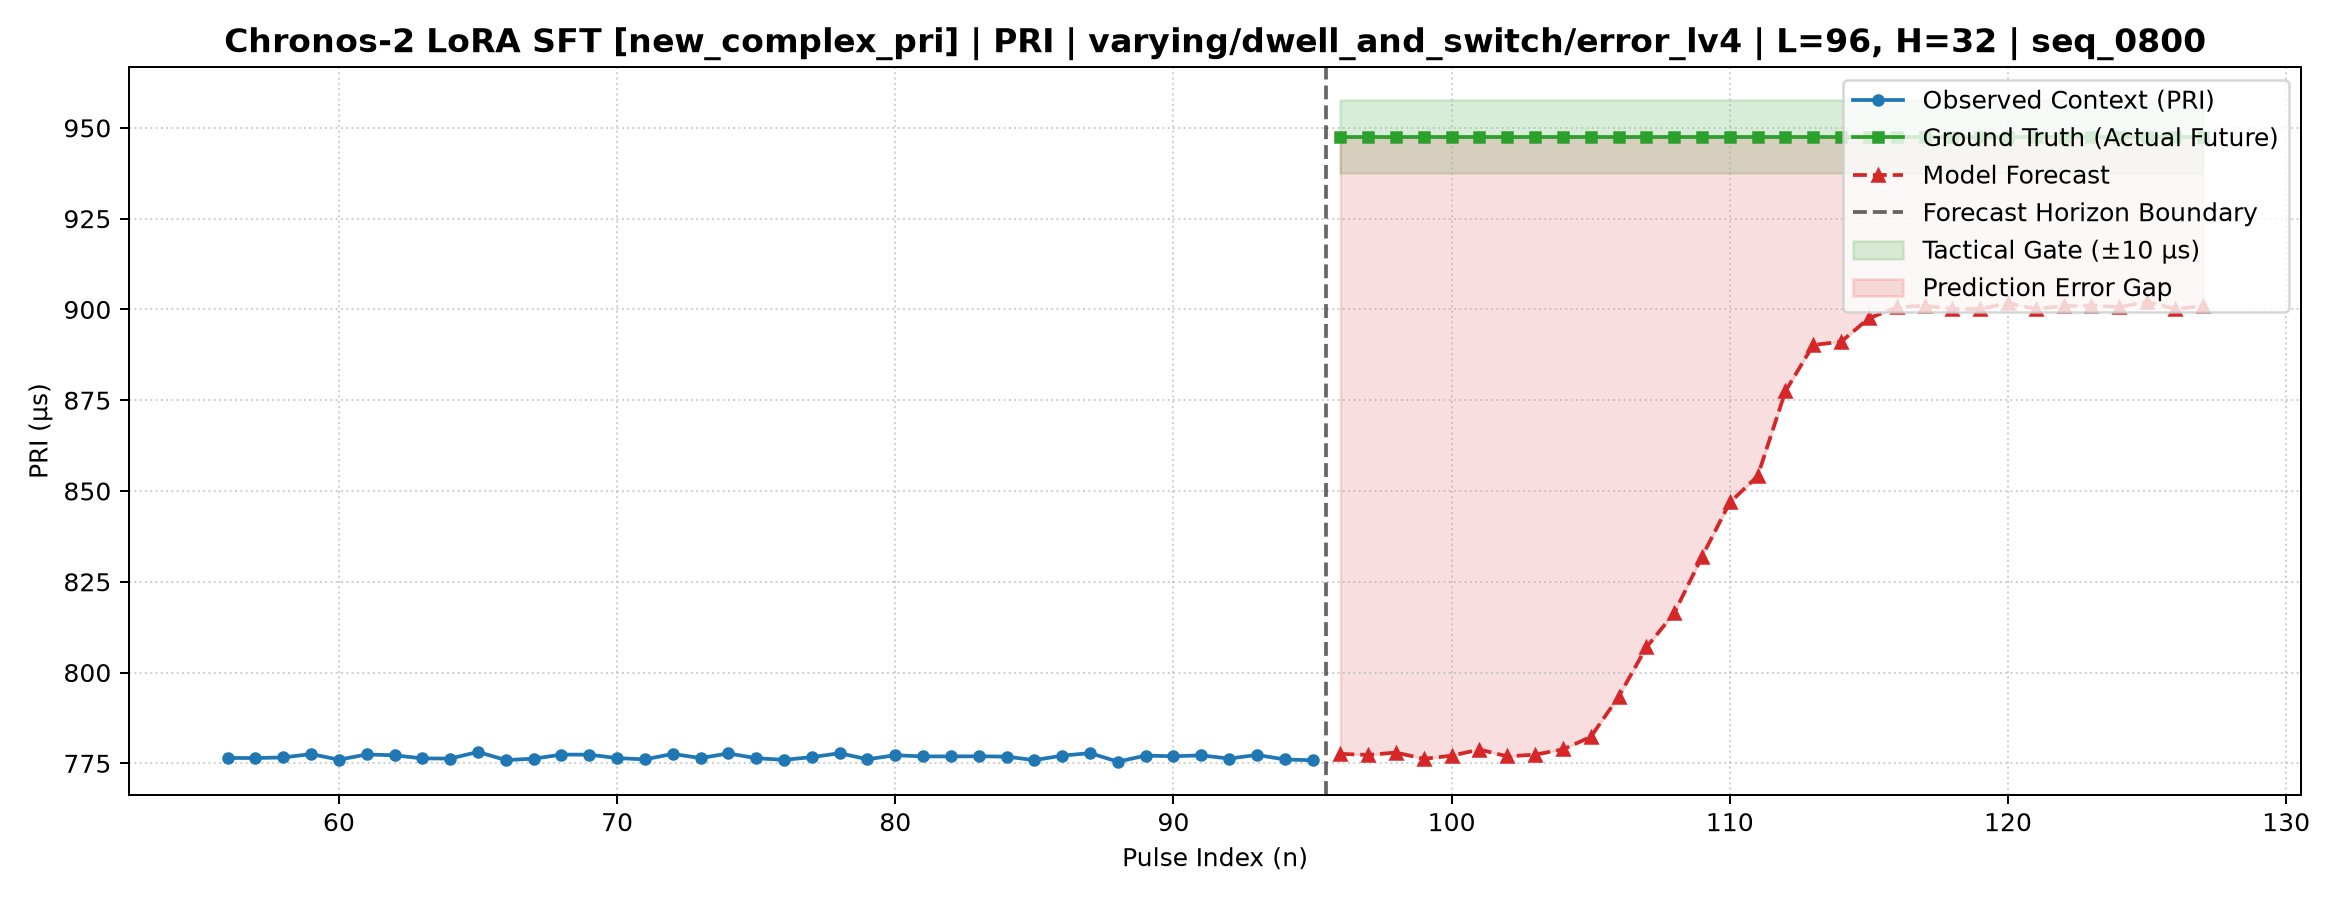 Chronos-2 LoRA SFT [new_complex_pri] | PRI | varying/dwell_and_switch/error_lv4 | L=96, H=32 | seq_0800
Observed Context (PRI)
Ground Truth (Actual Future)
Model Forecast
Forecast Horizon Boundary
Tactical Gate (±10 µs)
Prediction Error Gap
PRI (µs)
950
925
900
875
850
825
800
775
60 70 80 90 100 110 120 130
Pulse Index (n)